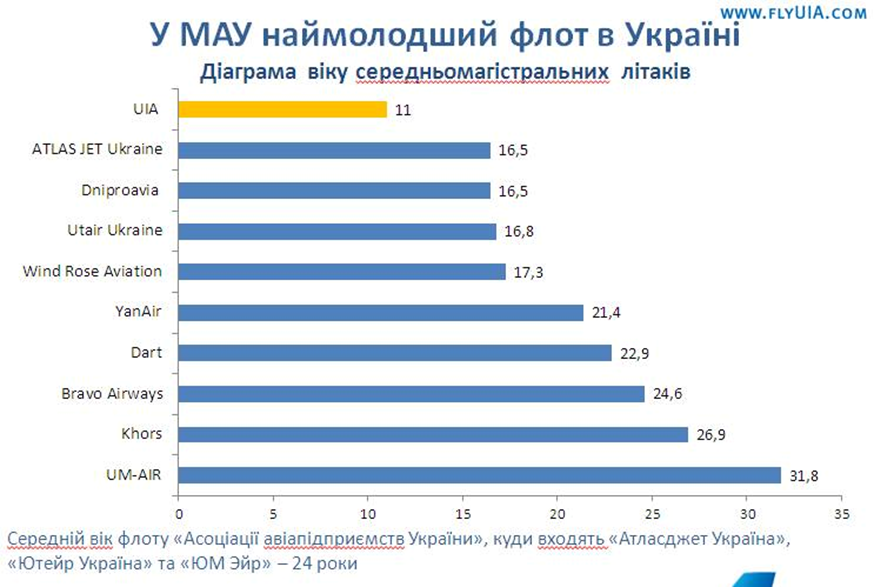 WWW.FLYUIA.COM
У МАУ наймолодший флот в Україні
Діаграма віку середньомагістральних літаків
UIA 11
ATLAS JET Ukraine 16,5
Dniproavia 16,5
Utair Ukraine 16,8
Wind Rose Aviation 17,3
YanAir 21,4
Dart 22,9
Bravo Airways 24,6
Khors 26,9
UM-AIR 31,8
0 5 10 15 20 25 30 35
Середній вік флоту «Асоціації авіапідприємств України», куди входять «Атласджет Україна»,
«Ютейр Україна» та «ЮМ Эйр» – 24 роки